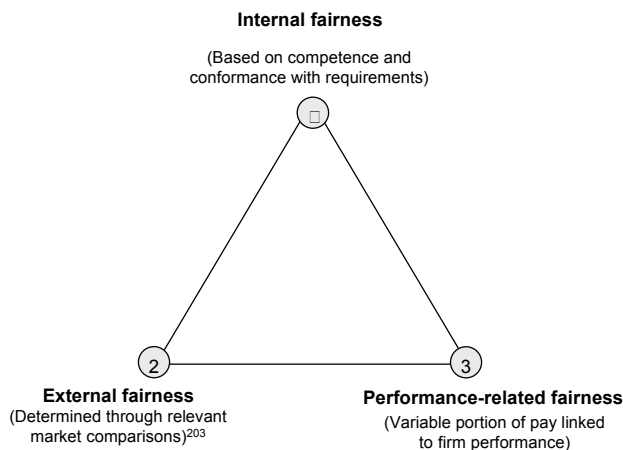 Internal fairness
(Based on competence and
conformance with requirements)
2
3
External fairness
(Determined through relevant
market comparisons)203
Performance-related fairness
(Variable portion of pay linked
to firm performance)